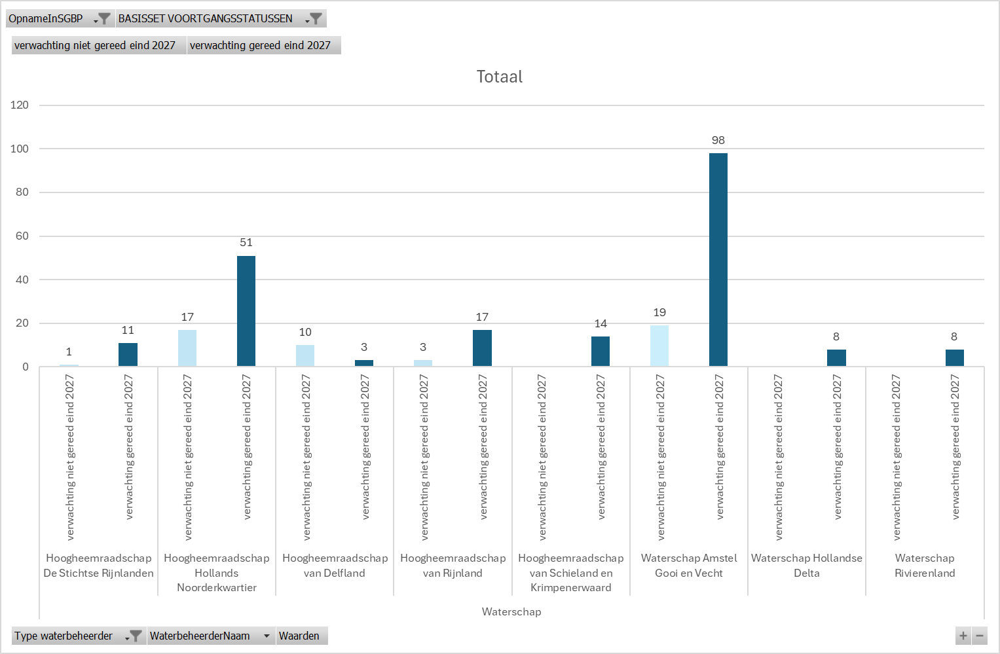 OpnameInSGBP BASISSET VOORTGANGSSTATUSSEN
verwachting niet gereed eind 2027 verwachting gereed eind 2027
Totaal
120
100
80
60
40
20
0
1
11
17
51
10
3
3
17
14
19
98
8
8
verwachting niet gereed eind 2027
verwachting gereed eind 2027
verwachting niet gereed eind 2027
verwachting gereed eind 2027
verwachting niet gereed eind 2027
verwachting gereed eind 2027
verwachting niet gereed eind 2027
verwachting gereed eind 2027
verwachting niet gereed eind 2027
verwachting gereed eind 2027
verwachting niet gereed eind 2027
verwachting gereed eind 2027
verwachting niet gereed eind 2027
verwachting gereed eind 2027
verwachting niet gereed eind 2027
verwachting gereed eind 2027
Hoogheemraadschap
De Stichtse Rijnlanden
Hoogheemraadschap
Hollands
Noorderkwartier
Hoogheemraadschap
van Delfland
Hoogheemraadschap
van Rijnland
Hoogheemraadschap
van Schieland en
Krimpenerwaard
Waterschap Amstel
Gooi en Vecht
Waterschap Hollandse
Delta
Waterschap
Rivierenland
Waterschap
Type waterbeheerder WaterbeheerderNaam Waarden